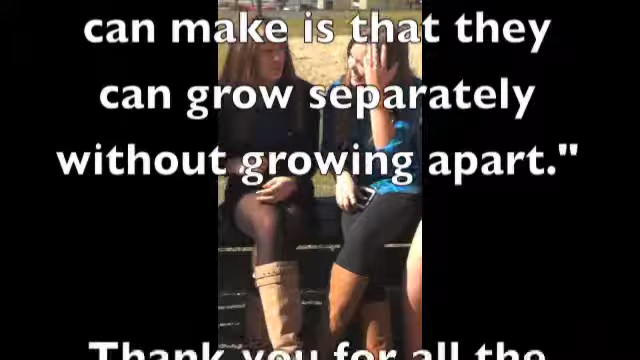 can make is that they
can grow separately
without growing apart."
Thank you for all the